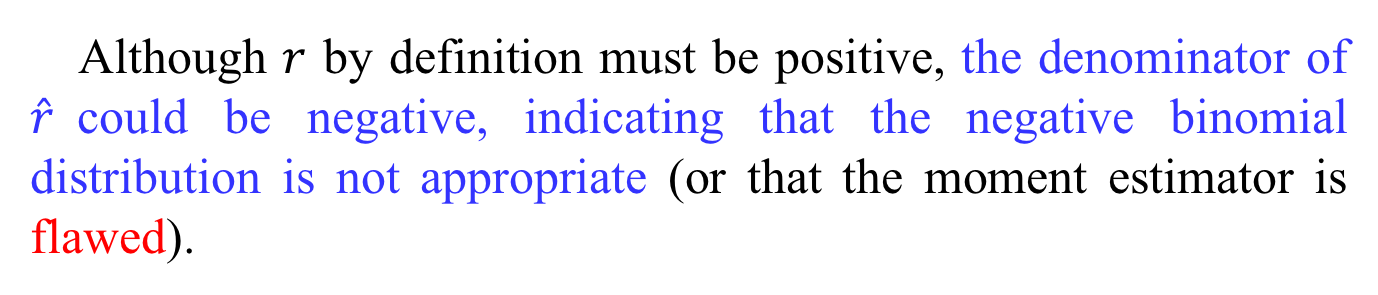 Although r by definition must be positive, the denominator of
r̂ could be negative, indicating that the negative binomial
distribution is not appropriate (or that the moment estimator is
flawed).